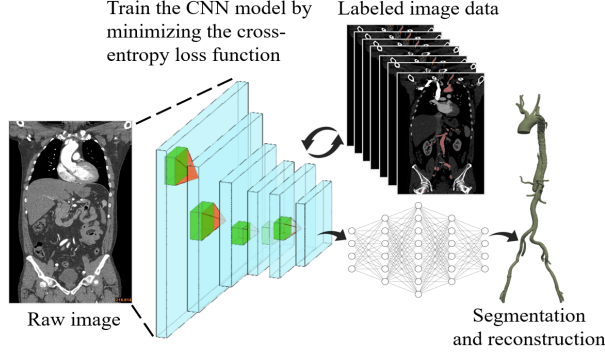 Train the CNN model by
minimizing the cross-
entropy loss function
Labeled image data
Raw image
Segmentation
and reconstruction